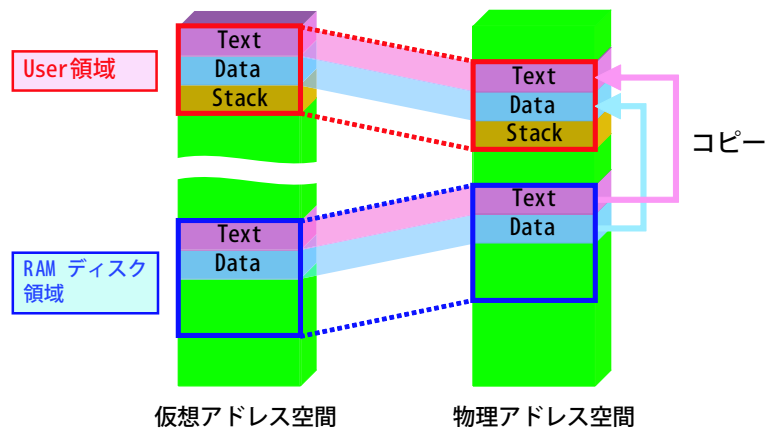 User領域
Text
Data
Stack
Text
Data
Stack
コピー
Text
Data
Text
Data
RAM ディスク
領域
仮想アドレス空間
物理アドレス空間